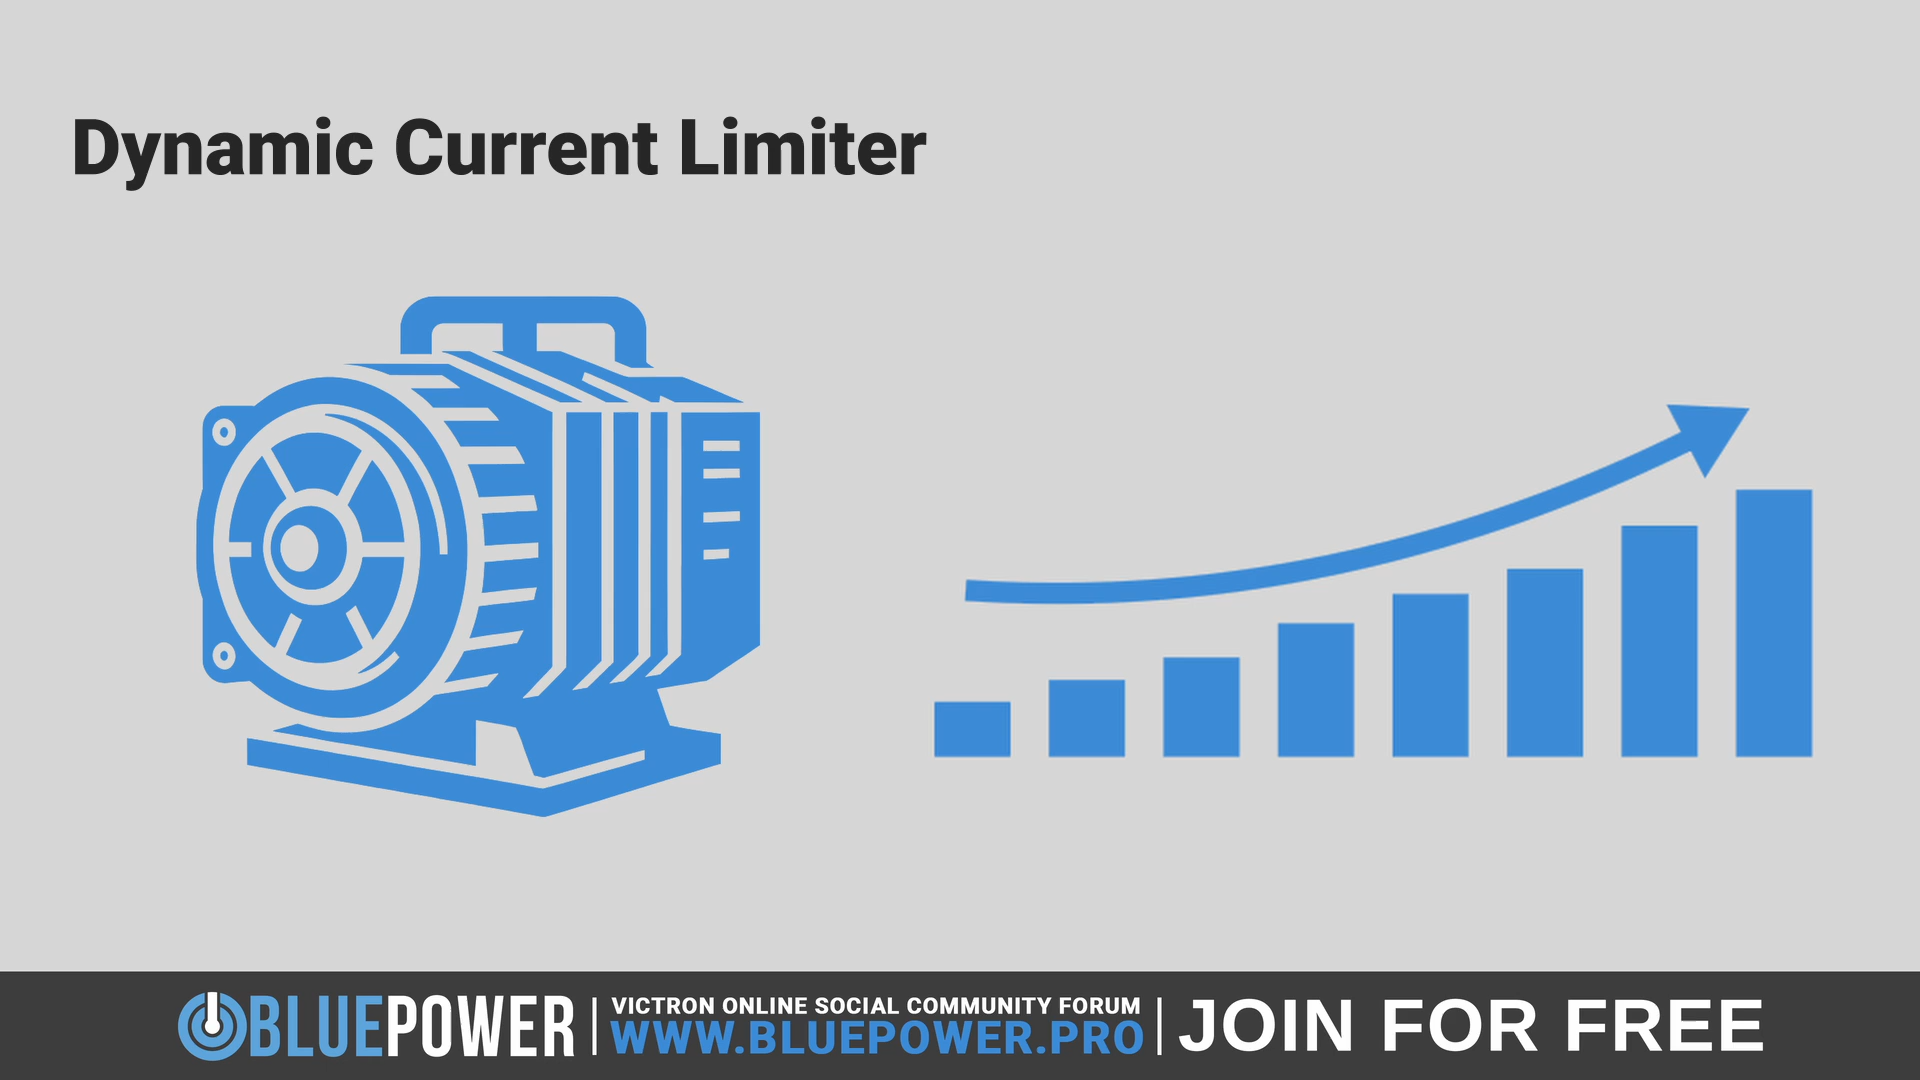 Dynamic Current Limiter
BLUEPOWER
VICTRON ONLINE SOCIAL COMMUNITY FORUM
WWW.BLUEPOWER.PRO
JOIN FOR FREE